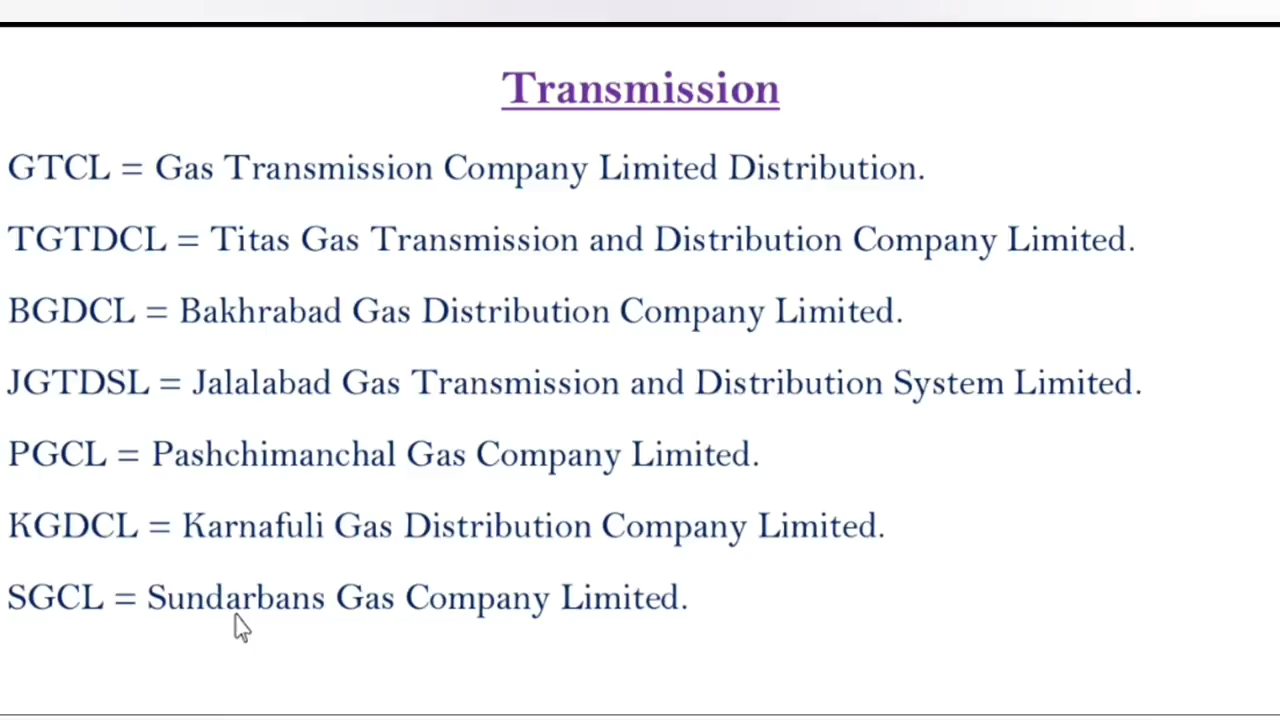 Transmission
GTCL = Gas Transmission Company Limited Distribution.
TGTDCL = Titas Gas Transmission and Distribution Company Limited.
BGDCL = Bakhrabad Gas Distribution Company Limited.
JGTDSL = Jalalabad Gas Transmission and Distribution System Limited.
PGCL = Pashchimanchal Gas Company Limited.
KGDCL = Karnafuli Gas Distribution Company Limited.
SGCL = Sundarbans Gas Company Limited.